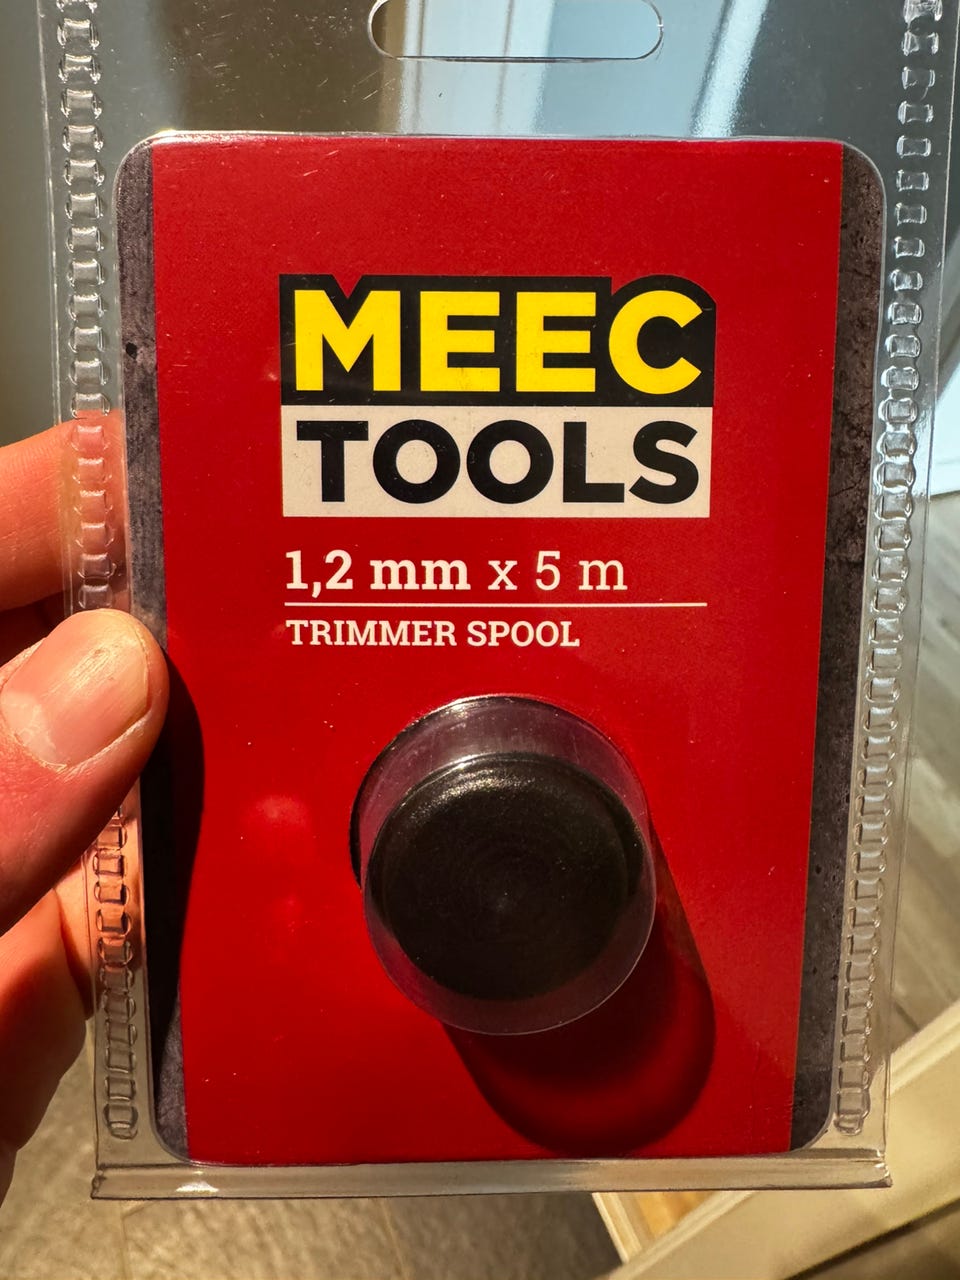 MEEC
TOOLS
1,2 mm x 5 m
TRIMMER SPOOL